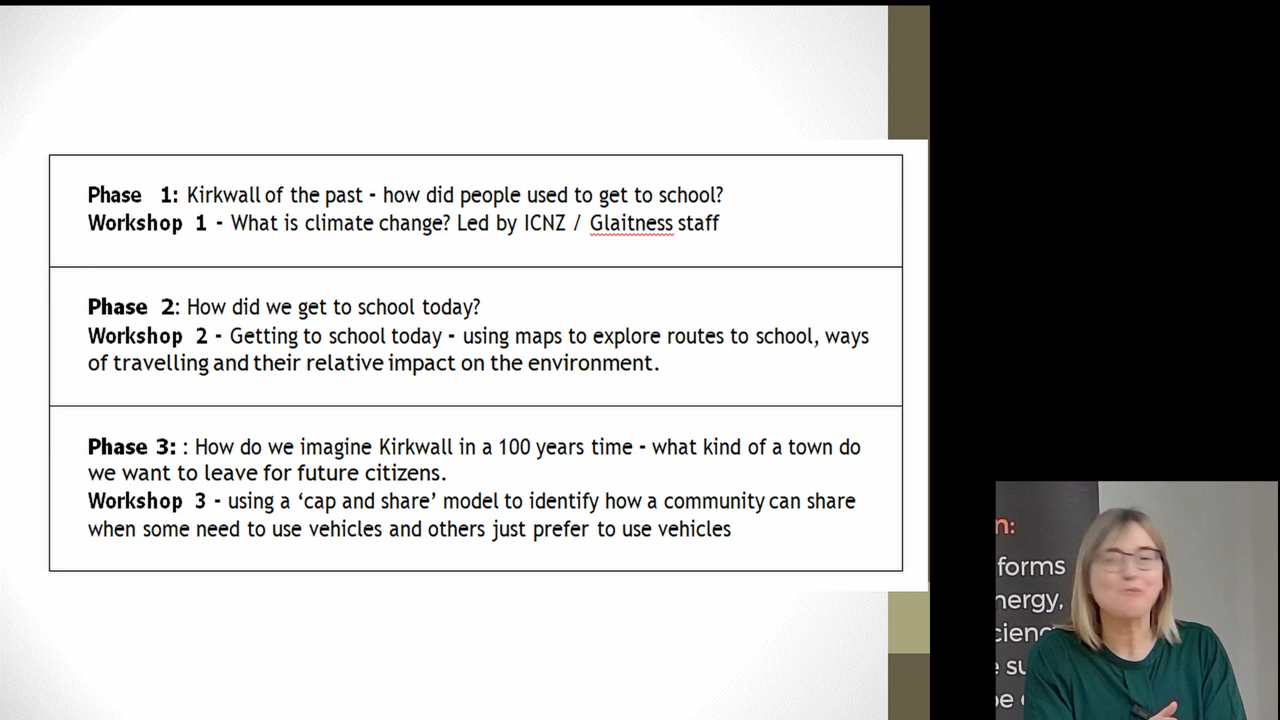 Phase 1: Kirkwall of the past - how did people used to get to school?
Workshop 1 - What is climate change? Led by ICNZ / Glaitness staff
Phase 2: How did we get to school today?
Workshop 2 - Getting to school today - using maps to explore routes to school, ways
of travelling and their relative impact on the environment.
Phase 3: : How do we imagine Kirkwall in a 100 years time - what kind of a town do
we want to leave for future citizens.
Workshop 3 - using a ‘cap and share’ model to identify how a community can share
when some need to use vehicles and others just prefer to use vehicles
n:
forms